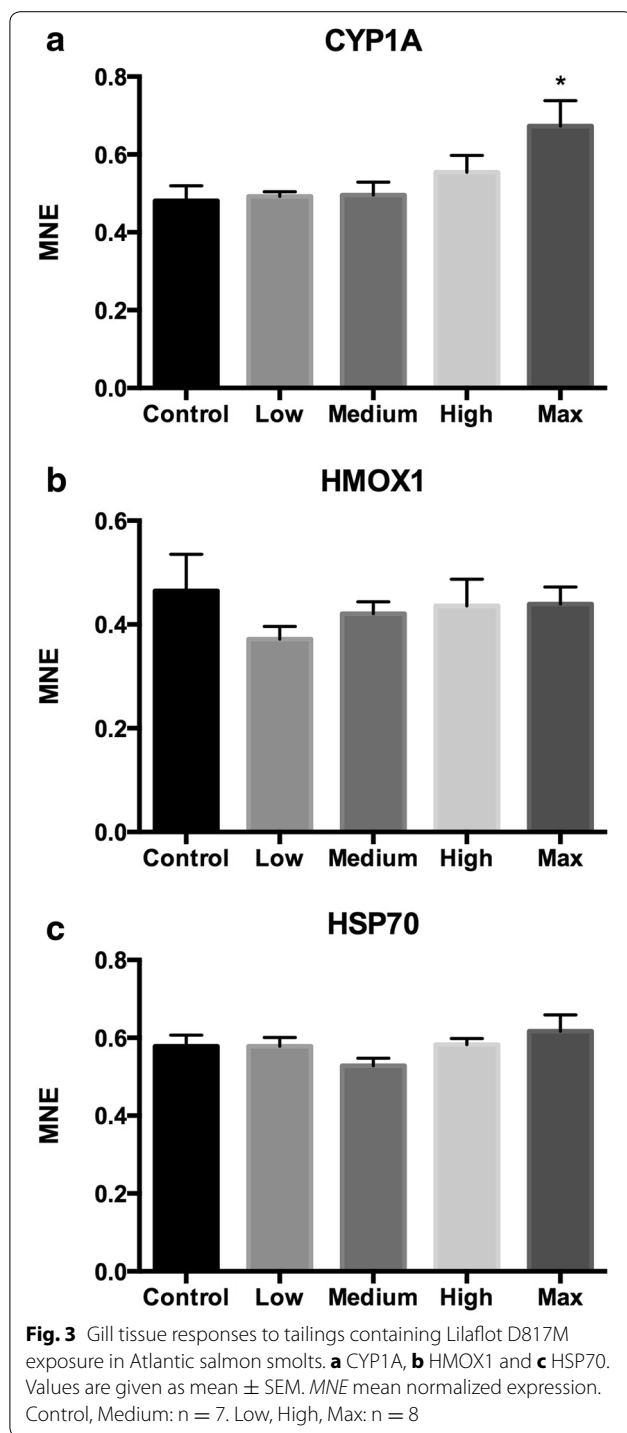 a
CYP1A
0.8
*
0.6
MNE
0.4
0.2
0.0
Control Low Medium High Max
b
HMOX1
0.6
0.4
MNE
0.2
0.0
Control Low Medium High Max
c
HSP70
0.8
0.6
MNE
0.4
0.2
0.0
Control Low Medium High Max
Fig. 3 Gill tissue responses to tailings containing Lilaflot D817M
exposure in Atlantic salmon smolts. a CYP1A, b HMOX1 and c HSP70.
Values are given as mean ± SEM. MNE mean normalized expression.
Control, Medium: n = 7. Low, High, Max: n = 8